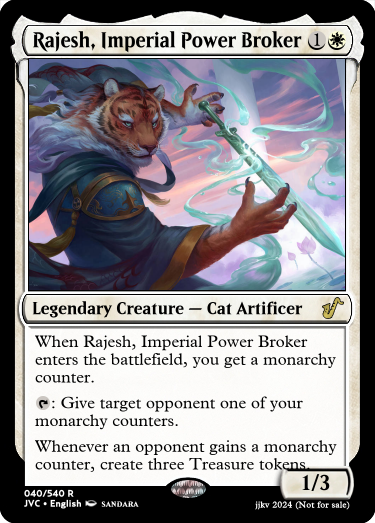 Rajesh, Imperial Power Broker 1
Legendary Creature — Cat Artificer
When Rajesh, Imperial Power Broker
enters the battlefield, you get a monarchy
counter.
: Give target opponent one of your
monarchy counters.
Whenever an opponent gains a monarchy
counter, create three Treasure tokens.
1/3
040/540 R
JVC • English SANDARA
jjkv 2024 (Not for sale)